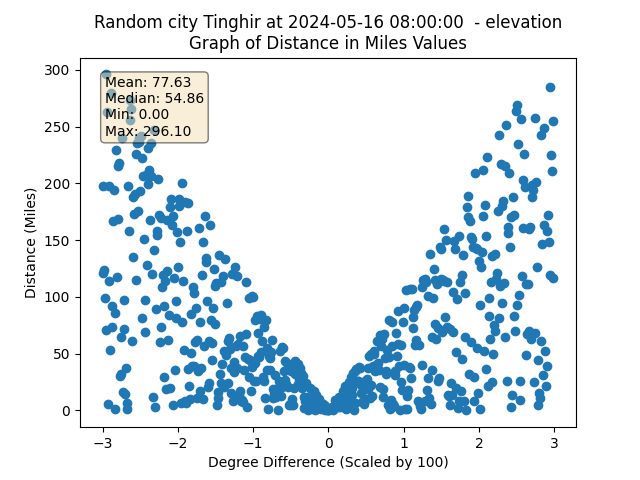 Random city Tinghir at 2024-05-16 08:00:00  - elevation
Graph of Distance in Miles Values
Mean: 77.63
Median: 54.86
Min: 0.00
Max: 296.10
Distance (Miles)
300
250
200
150
100
50
0
−3
−2
−1
0
1
2
3
Degree Difference (Scaled by 100)